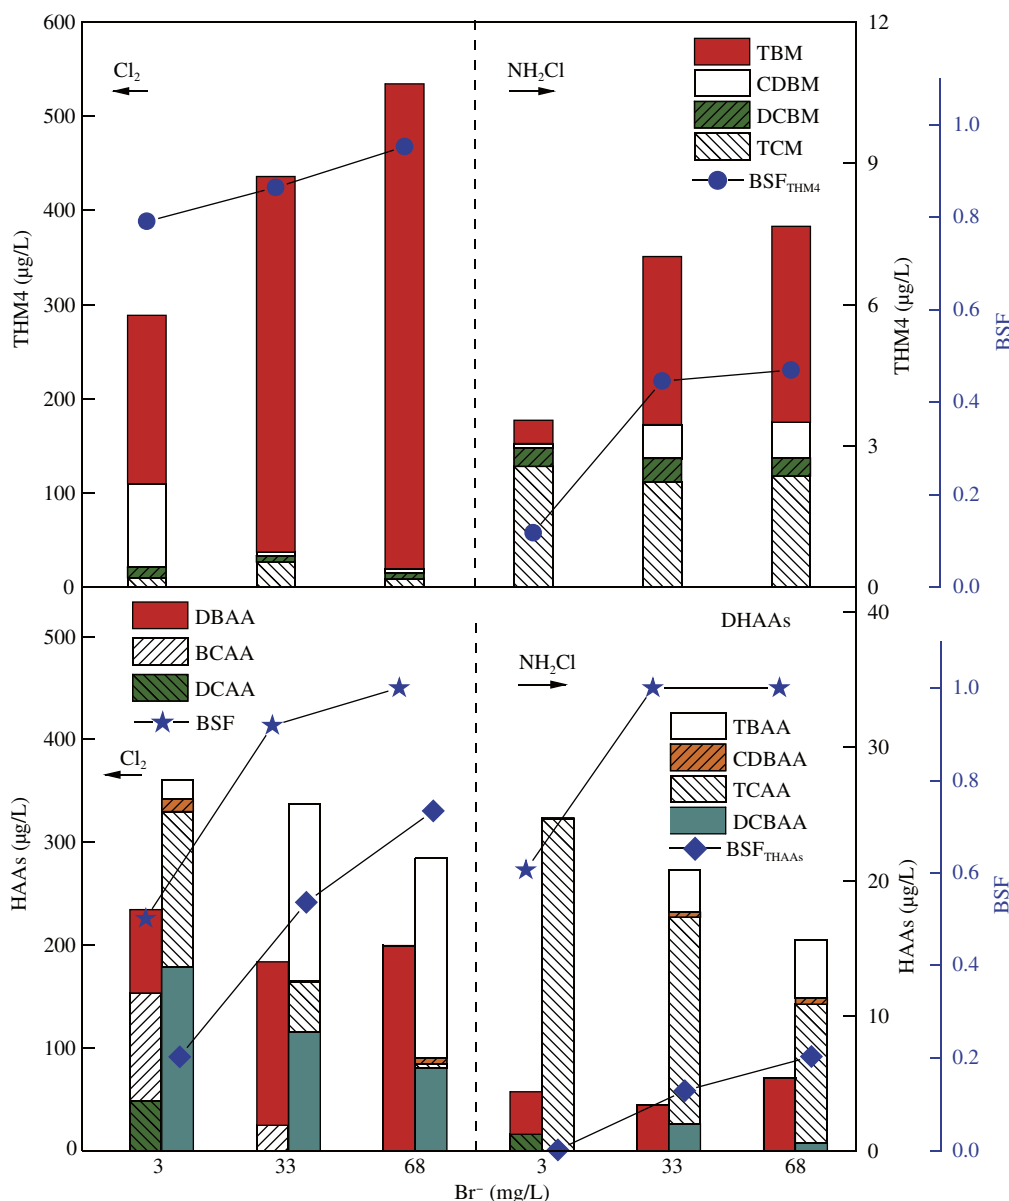 600
500
400
300
200
100
0
THM4 (μg/L)
Cl₂
NH₂Cl
TBM
CDBM
DCBM
TCM
BSF_THM4
12
9
6
3
0
THM4 (μg/L)
1.0
0.8
0.6
0.4
0.2
0.0
BSF
500
400
300
200
100
0
HAAs (μg/L)
DBAA
BCAA
DCAA
BSF
Cl₂
DHAAs
NH₂Cl
TBAA
CDBAA
TCAA
DCBAA
BSF_THAAs
40
30
20
10
0
HAAs (μg/L)
1.0
0.8
0.6
0.4
0.2
0.0
BSF
3 33 68 3 33 68
Br⁻ (mg/L)